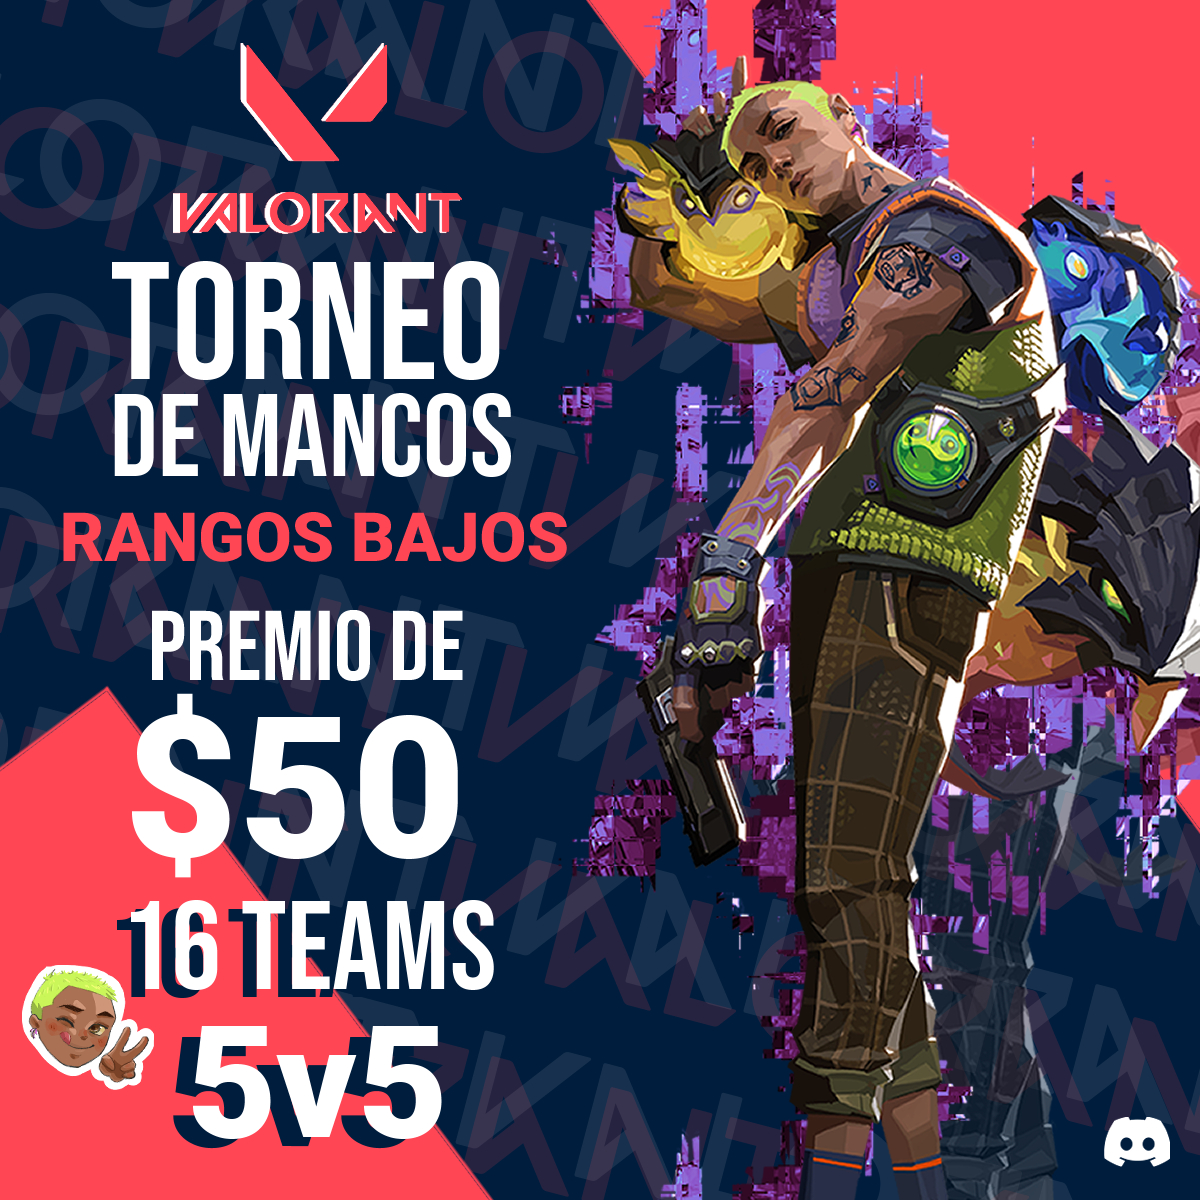 VALORANT
TORNEO
DE MANCOS
RANGOS BAJOS
PREMIO DE
$50
16 TEAMS
5v5